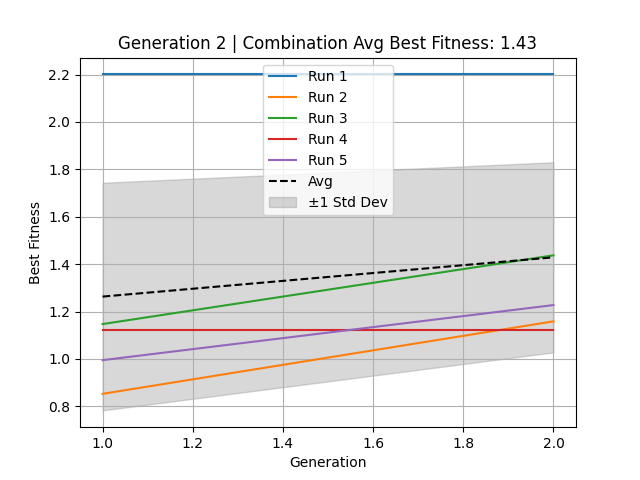 Generation 2 | Combination Avg Best Fitness: 1.43
2.2
2.0
1.8
1.6
1.4
1.2
1.0
0.8
Best Fitness
Run 1
Run 2
Run 3
Run 4
Run 5
Avg
±1 Std Dev
1.0 1.2 1.4 1.6 1.8 2.0
Generation